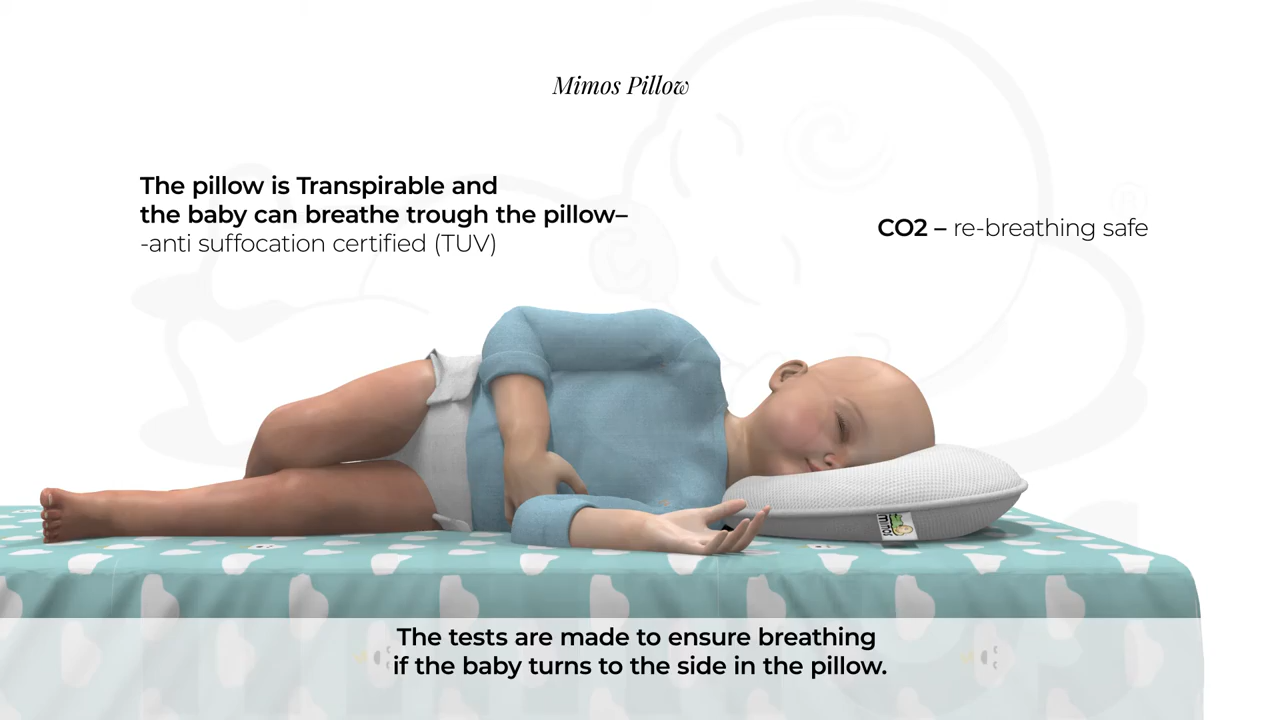 Mimos Pillow
The pillow is Transpirable and
the baby can breathe trough the pillow–
-anti suffocation certified (TUV)
CO2 – re-breathing safe
®
mimos
The tests are made to ensure breathing
if the baby turns to the side in the pillow.